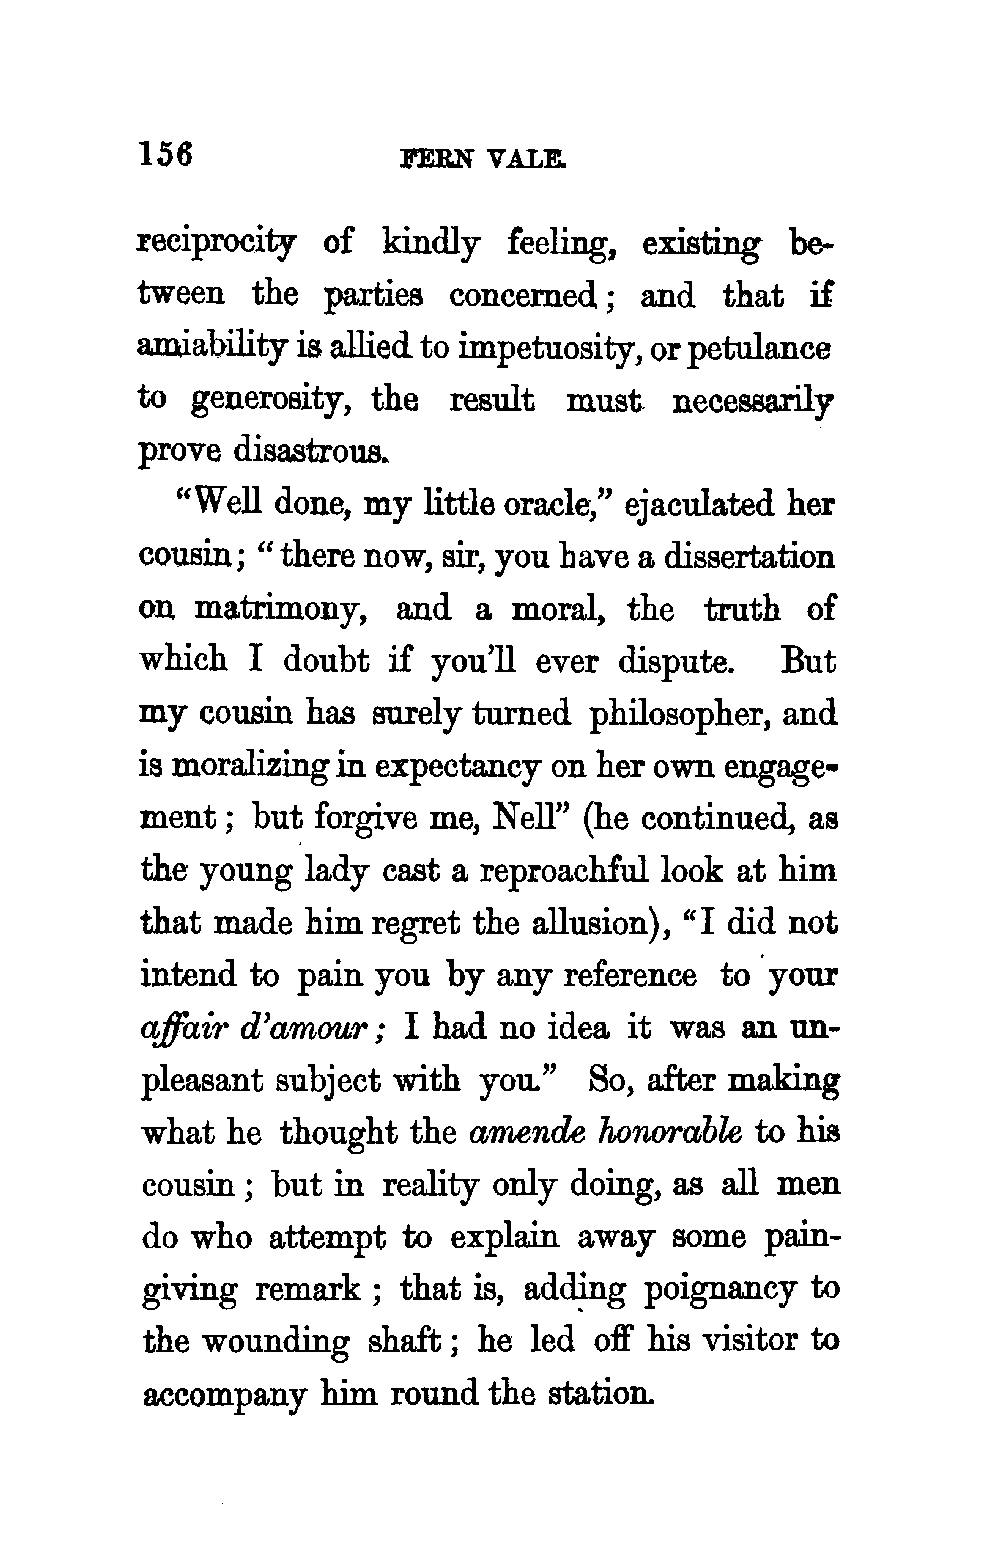 156 FERN VALE.
reciprocity of kindly feeling, existing be-
tween the parties concerned; and that if
amiability is allied to impetuosity, or petulance
to generosity, the result must necessarily
prove disastrous.
"Well done, my little oracle," ejaculated her
cousin; "there now, sir, you have a dissertation
on matrimony, and a moral, the truth of
which I doubt if you'll ever dispute. But
my cousin has surely turned philosopher, and
is moralizing in expectancy on her own engage-
ment; but forgive me, Nell" (he continued, as
the young lady cast a reproachful look at him
that made him regret the allusion), "I did not
intend to pain you by any reference to your
affair d'amour; I had no idea it was an un-
pleasant subject with you." So, after making
what he thought the amende honorable to his
cousin; but in reality only doing, as all men
do who attempt to explain away some pain-
giving remark; that is, adding poignancy to
the wounding shaft; he led off his visitor to
accompany him round the station.